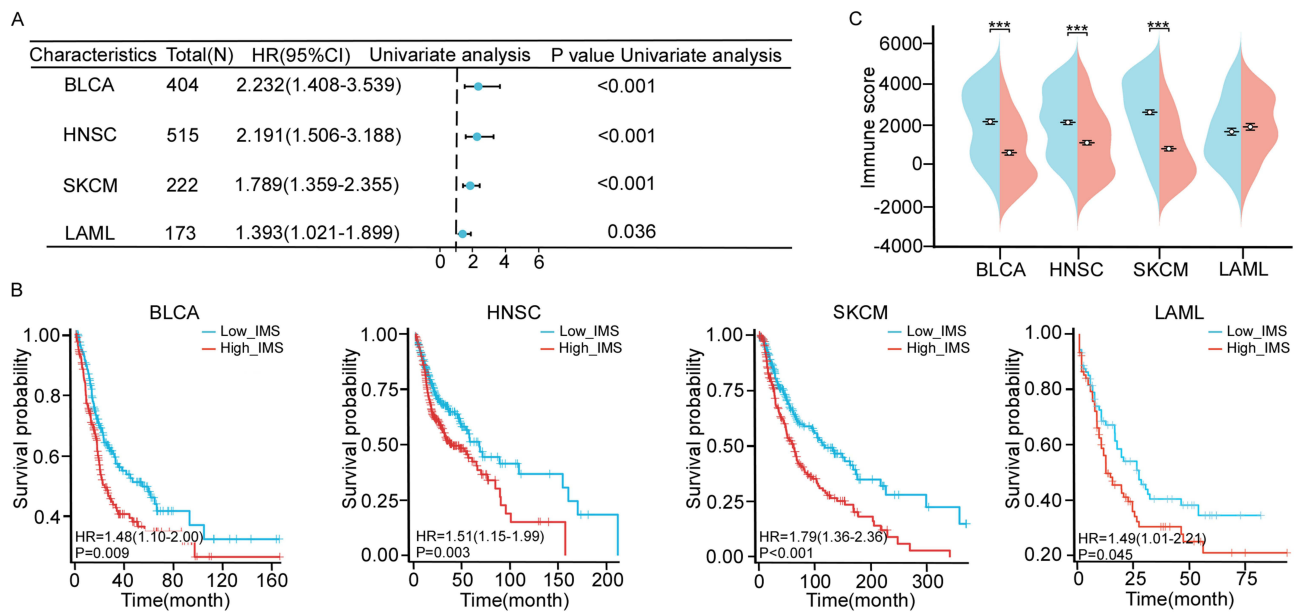 A
Characteristics Total(N) HR(95%CI) Univariate analysis P value Univariate analysis
BLCA 404 2.232(1.408-3.539) <0.001
HNSC 515 2.191(1.506-3.188) <0.001
SKCM 222 1.789(1.359-2.355) <0.001
LAML 173 1.393(1.021-1.899) 0.036
0 2 4 6
C
*** *** ***
Immune score
6000
4000
2000
0
-2000
-4000
BLCA HNSC SKCM LAML
B
BLCA
Low_IMS
High_IMS
Survival probability
1.00
0.8
0.6
0.4
HR=1.48(1.10-2.00)
P=0.009
0 40 80 120 160
Time(month)
HNSC
Low_IMS
High_IMS
Survival probability
1.00
0.75
0.50
0.25
0.00
HR=1.51(1.15-1.99)
P=0.003
0 50 100 150 200
Time(month)
SKCM
Low_IMS
High_IMS
Survival probability
1.00
0.75
0.50
0.25
0.00
HR=1.79(1.36-2.36)
P<0.001
0 100 200 300
Time(month)
LAML
Low_IMS
High_IMS
Survival probability
1.00
0.80
0.60
0.40
0.20
HR=1.49(1.01-2.21)
P=0.045
0 25 50 75
Time(month)